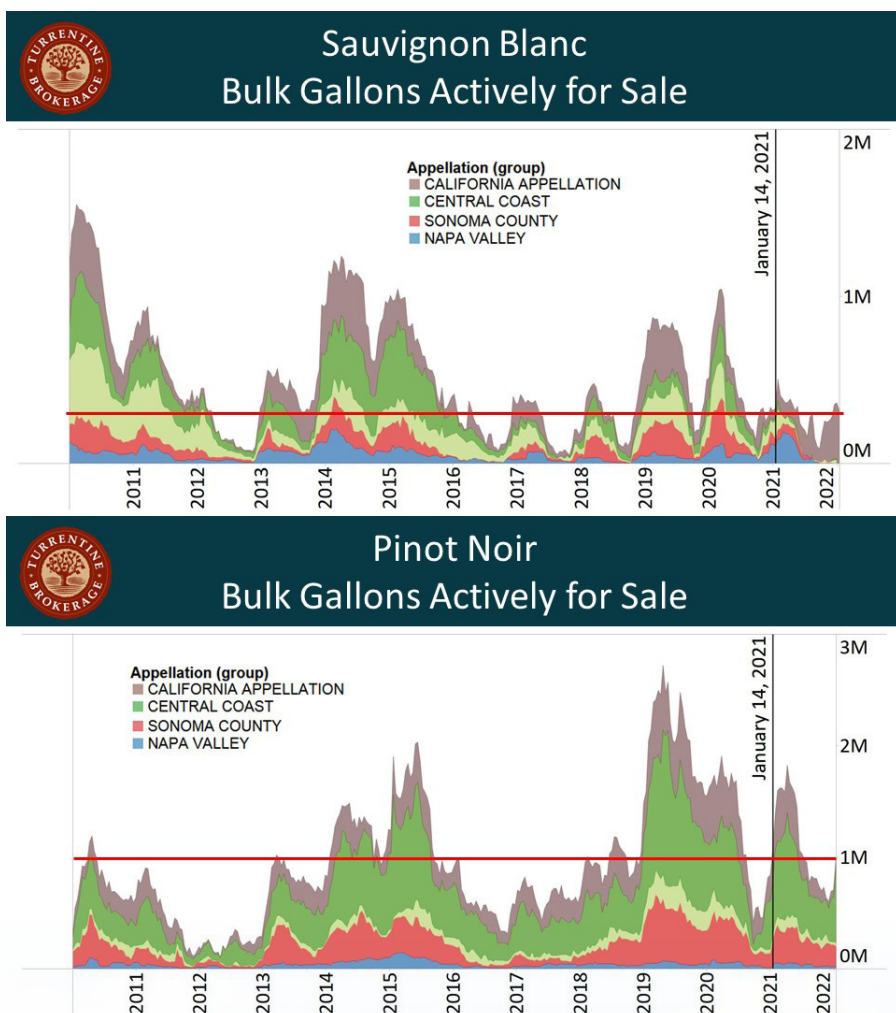 TURRENTINE
BROKERAGE
Sauvignon Blanc
Bulk Gallons Actively for Sale
Appellation (group)
CALIFORNIA APPELLATION
CENTRAL COAST
SONOMA COUNTY
NAPA VALLEY
January 14, 2021
2M
1M
0M
2011
2012
2013
2014
2015
2016
2017
2018
2019
2020
2021
2022
TURRENTINE
BROKERAGE
Pinot Noir
Bulk Gallons Actively for Sale
Appellation (group)
CALIFORNIA APPELLATION
CENTRAL COAST
SONOMA COUNTY
NAPA VALLEY
January 14, 2021
3M
2M
1M
0M
2011
2012
2013
2014
2015
2016
2017
2018
2019
2020
2021
2022